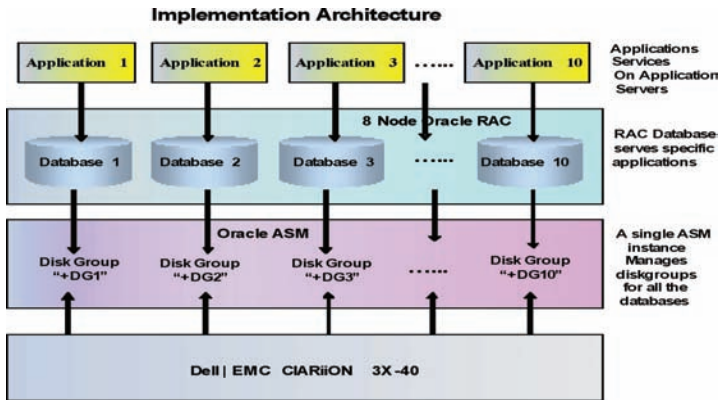 Implementation Architecture
Application 1
Application 2
Application 3
......
Application 10
Applications
Services
On Application
Servers
8 Node Oracle RAC
Database 1
Database 2
Database 3
......
Database 10
RAC Database
serves specific
applications
Oracle ASM
Disk Group
“+DG1”
Disk Group
“+DG2”
Disk Group
“+DG3”
......
Disk Group
“+DG10”
A single ASM
instance
Manages
diskgroups
for all the
databases
Dell | EMC ClARiiON 3X-40